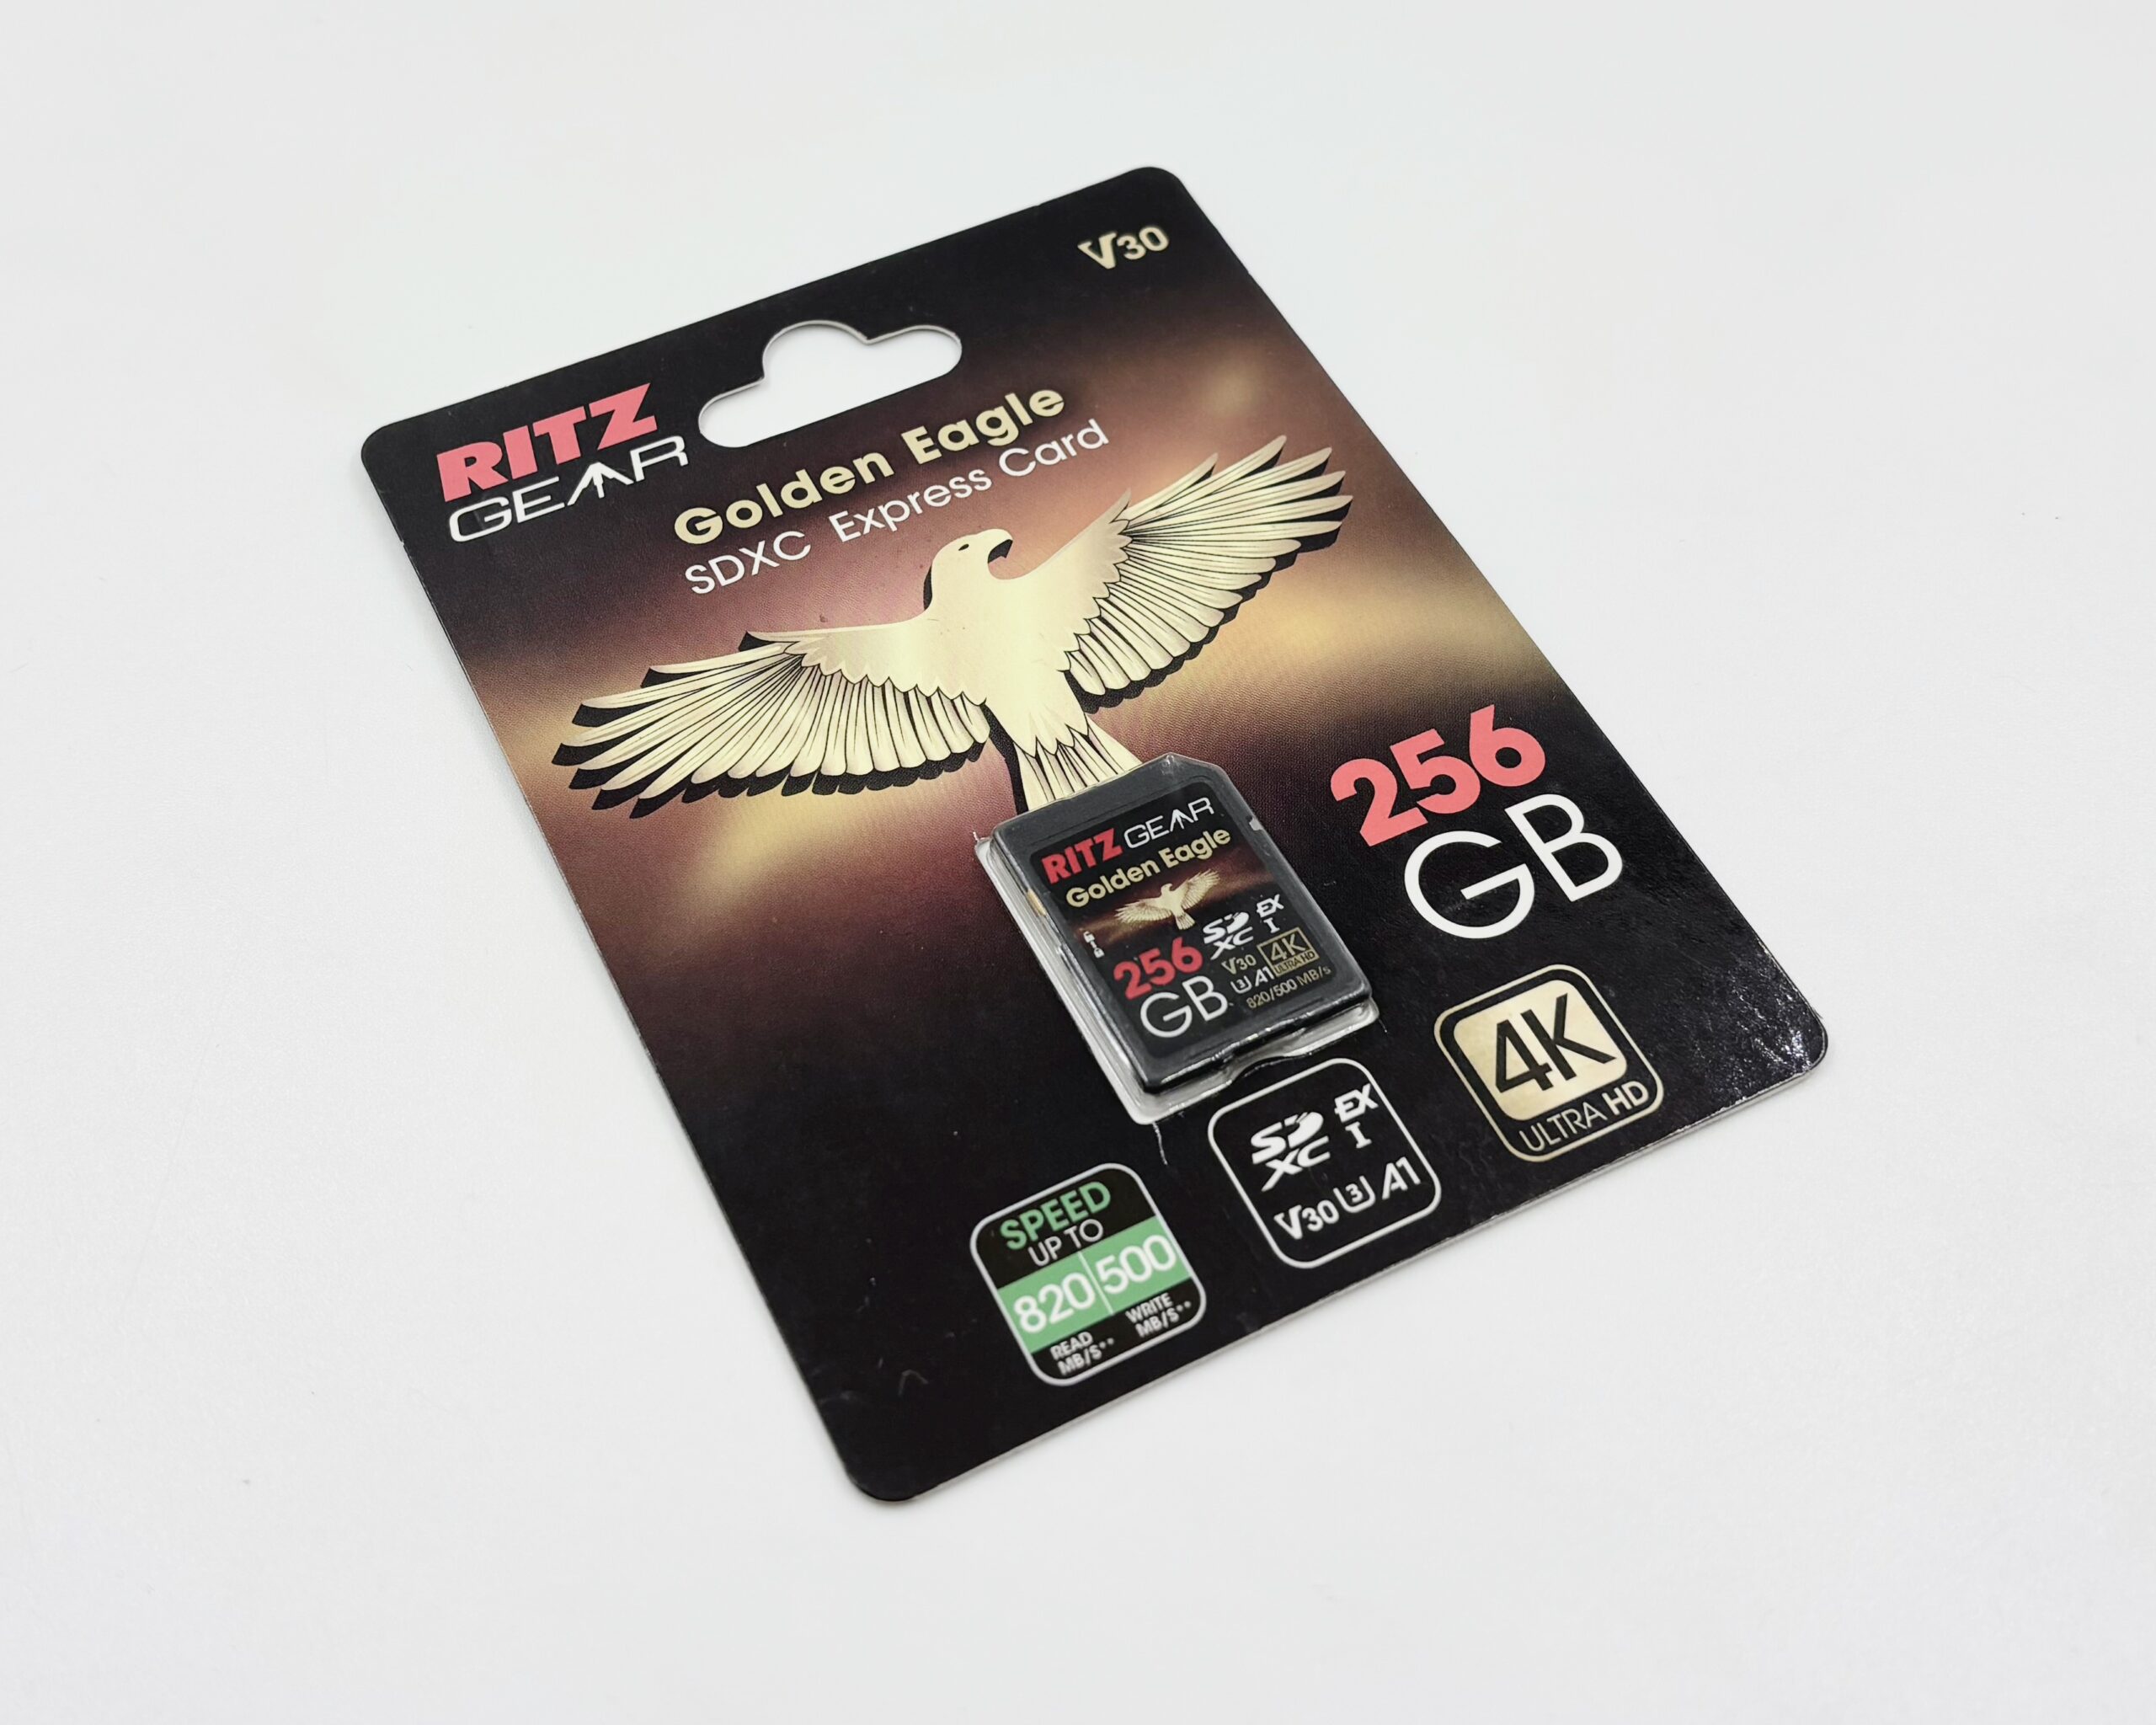 V30
RITZ
GEAR
Golden Eagle
SDXC Express Card
256
GB
RITZ GEAR
Golden Eagle
SD XC EX I
256
GB
V30 4K
ULTRA HD
U3 A1
820/500 MB/s
4K
ULTRA HD
SD XC EX I
V30 U3 A1
SPEED
UP TO
820 500
READ WRITE
MB/S** MB/S**